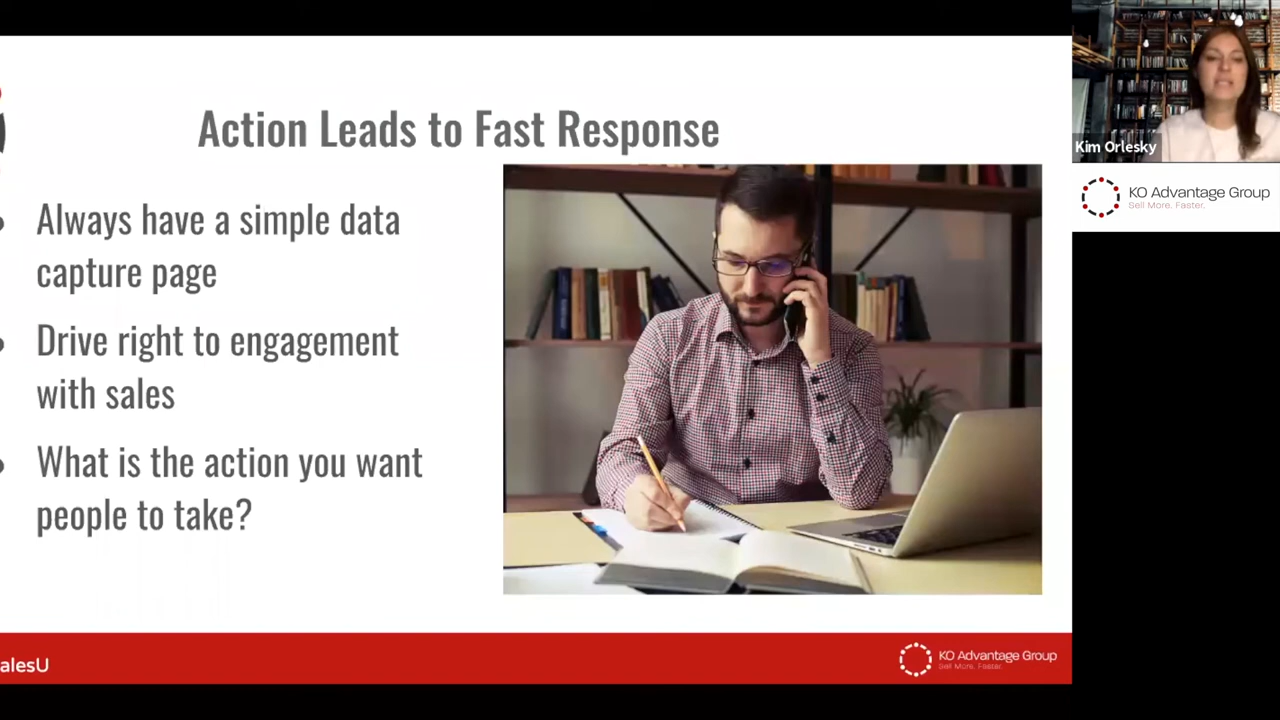 Action Leads to Fast Response
Always have a simple data
capture page
Drive right to engagement
with sales
What is the action you want
people to take?
alesU
KO Advantage Group
Sell More. Faster.
Kim Orlesky
KO Advantage Group
Sell More. Faster.